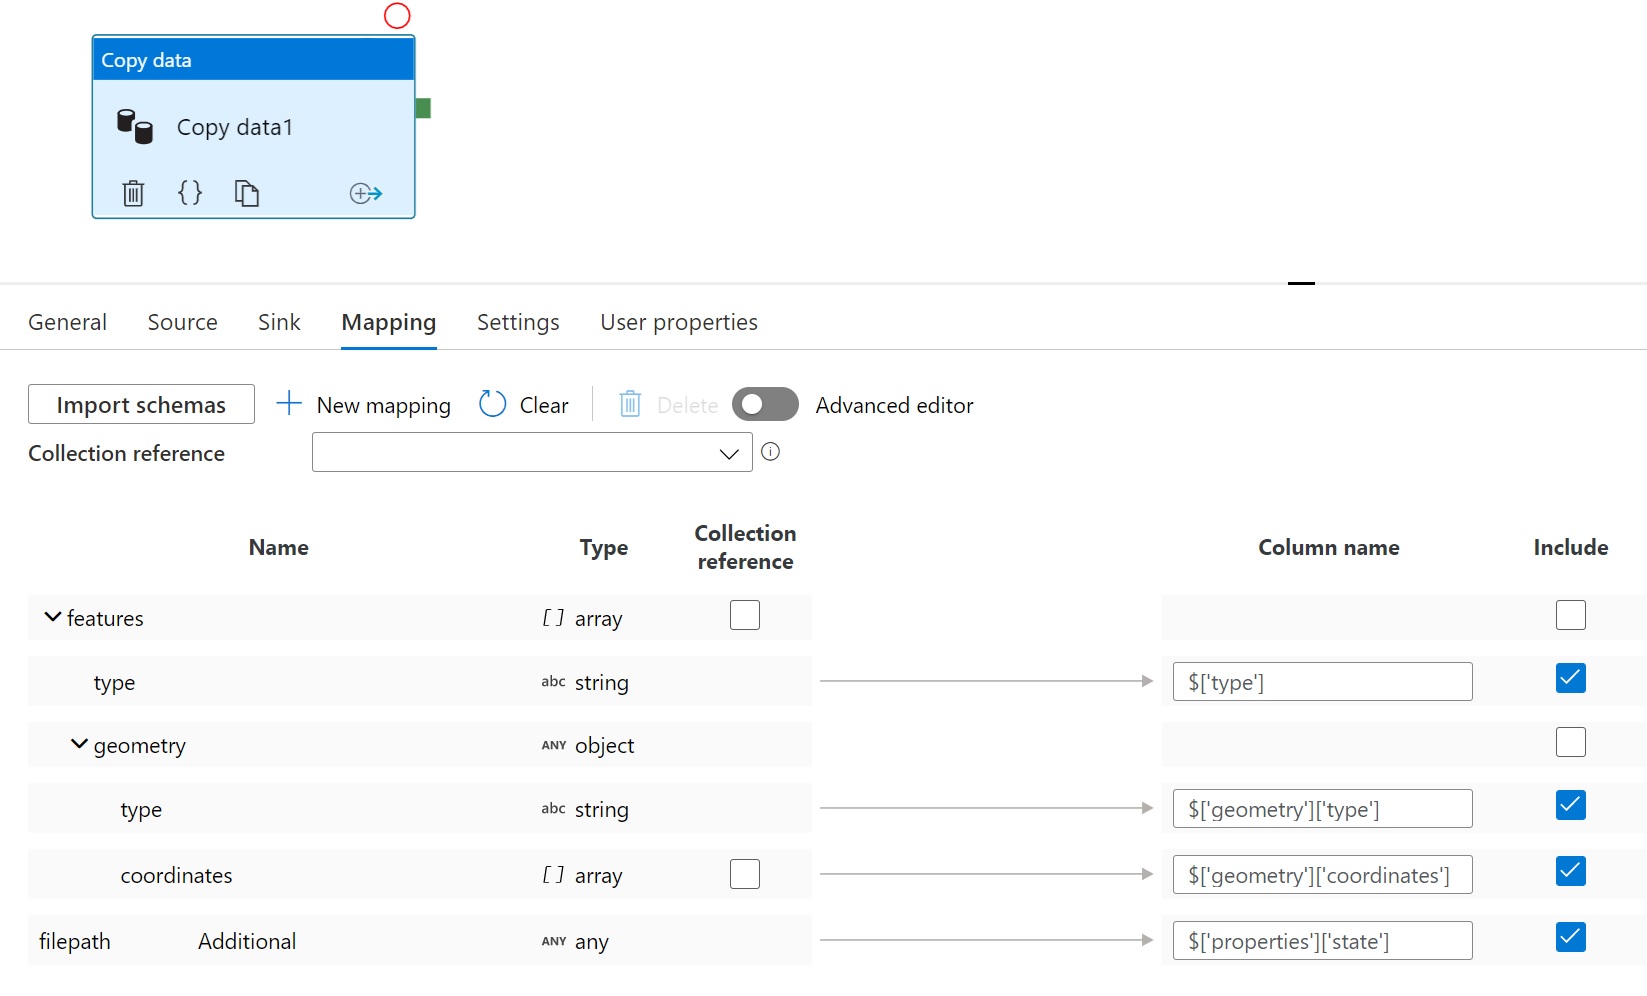 Copy data
Copy data1
General Source Sink Mapping Settings User properties
Import schemas New mapping Clear Delete Advanced editor
Collection reference
Name Type Collection reference Column name Include
features [ ] array
type abc string $['type']
geometry ANY object
type abc string $['geometry']['type']
coordinates [ ] array $['geometry']['coordinates']
filepath Additional ANY any $['properties']['state']